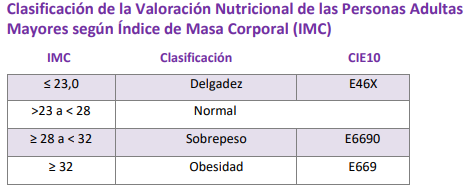 Clasificación de la Valoración Nutricional de las Personas Adultas
Mayores según Índice de Masa Corporal (IMC)
IMC Clasificación CIE10
≤ 23,0 Delgadez E46X
>23 a < 28 Normal
≥ 28 a < 32 Sobrepeso E6690
≥ 32 Obesidad E669